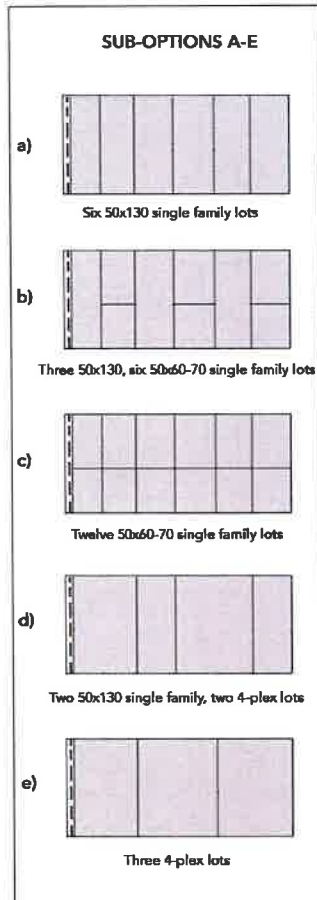 SUB-OPTIONS A-E
a)
Six 50x130 single family lots
b)
Three 50x130, six 50x60-70 single family lots
c)
Twelve 50x60-70 single family lots
d)
Two 50x130 single family, two 4-plex lots
e)
Three 4-plex lots